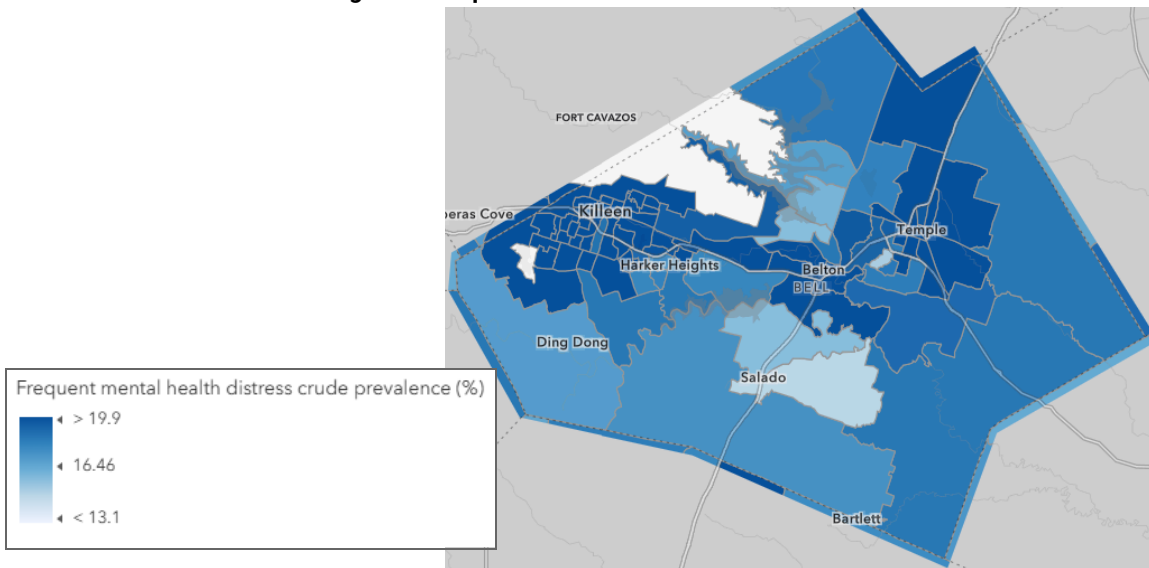 FORT CAVAZOS
peras Cove
Killeen
Temple
Harker Heights
Belton
BELL
Ding Dong
Salado
Bartlett
Frequent mental health distress crude prevalence (%)
> 19.9
16.46
< 13.1